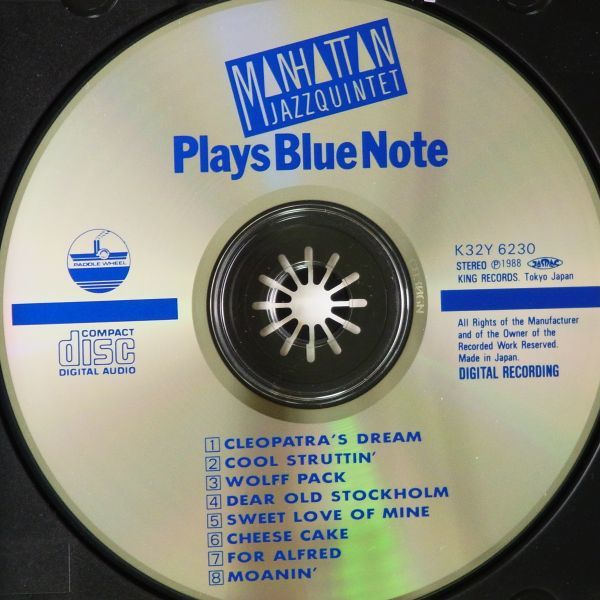 MANHATTAN
JAZZQUINTET
Plays Blue Note
PADDLE WHEEL
K32Y 6230
STEREO Ⓟ1988 JASRAC
KING RECORDS. Tokyo Japan
COMPACT
disc
DIGITAL AUDIO
All Rights of the Manufacturer
and of the Owner of the
Recorded Work Reserved.
Made in Japan.
DIGITAL RECORDING
1 CLEOPATRA'S DREAM
2 COOL STRUTTIN'
3 WOLFF PACK
4 DEAR OLD STOCKHOLM
5 SWEET LOVE OF MINE
6 CHEESE CAKE
7 FOR ALFRED
8 MOANIN'